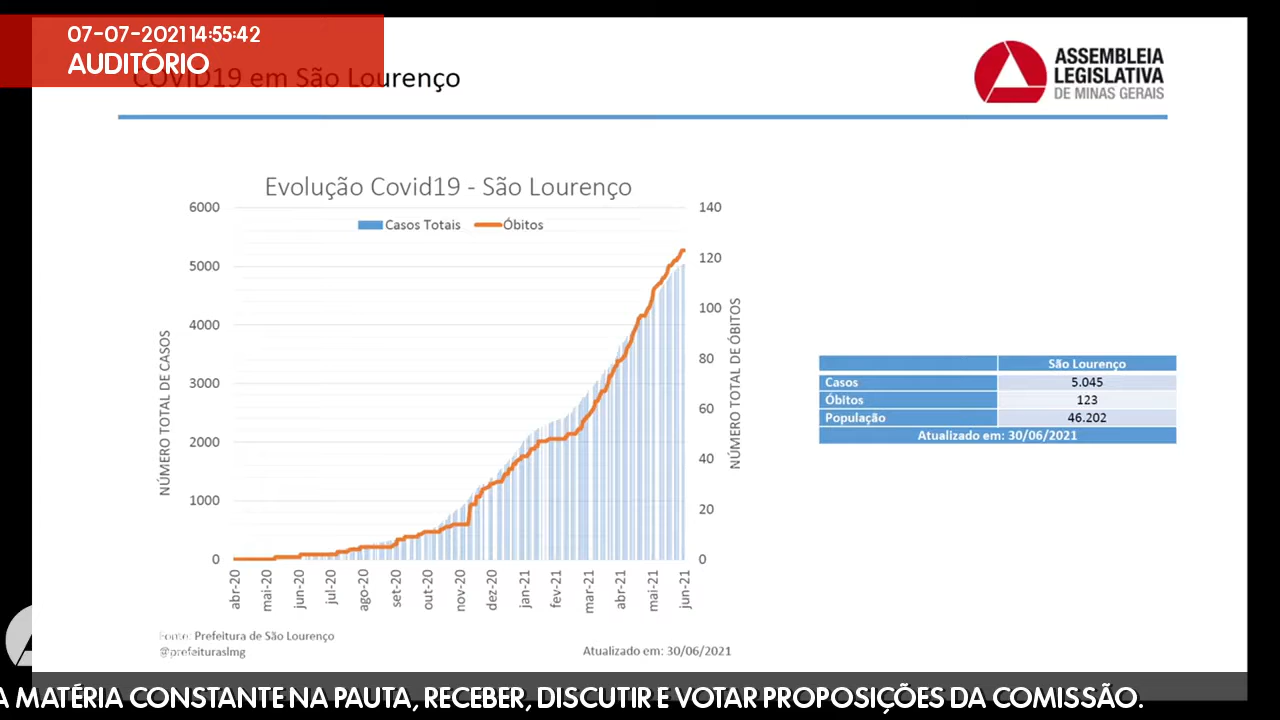 07-07-2021 14:55:42
AUDITÓRIO
COVID19 em São Lourenço
ASSEMBLEIA
LEGISLATIVA
DE MINAS GERAIS
Evolução Covid19 - São Lourenço
Casos Totais
Óbitos
6000
5000
4000
3000
2000
1000
0
NÚMERO TOTAL DE CASOS
140
120
100
80
60
40
20
0
NÚMERO TOTAL DE ÓBITOS
abr-20
mai-20
jun-20
jul-20
ago-20
set-20
out-20
nov-20
dez-20
jan-21
fev-21
mar-21
abr-21
mai-21
jun-21
São Lourenço
Casos 5.045
Óbitos 123
População 46.202
Atualizado em: 30/06/2021
Fonte: Prefeitura de São Lourenço
@prefeituraslmg
Atualizado em: 30/06/2021
A MATÉRIA CONSTANTE NA PAUTA, RECEBER, DISCUTIR E VOTAR PROPOSIÇÕES DA COMISSÃO.